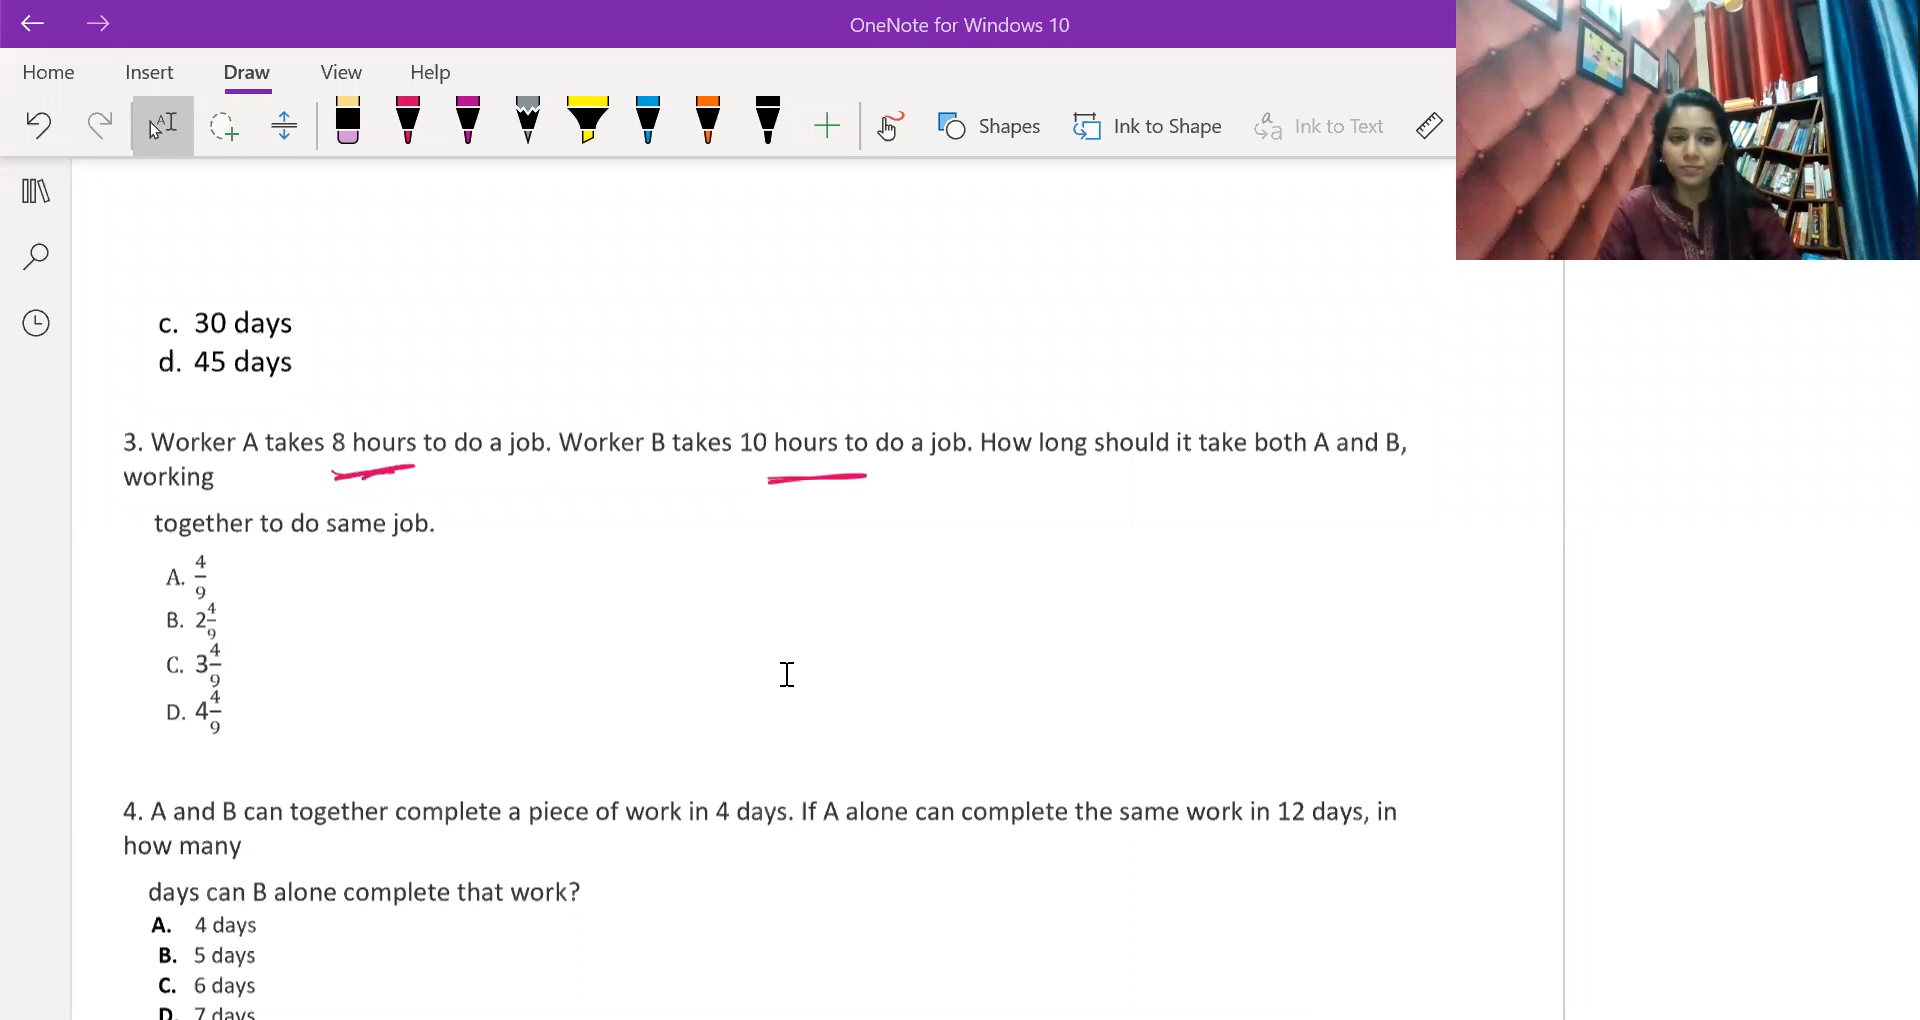 OneNote for Windows 10
Home Insert Draw View Help
Shapes Ink to Shape Ink to Text
c. 30 days
d. 45 days
3. Worker A takes 8 hours to do a job. Worker B takes 10 hours to do a job. How long should it take both A and B,
working
together to do same job.
A. 4/9
B. 2 4/9
C. 3 4/9
D. 4 4/9
4. A and B can together complete a piece of work in 4 days. If A alone can complete the same work in 12 days, in
how many
days can B alone complete that work?
A. 4 days
B. 5 days
C. 6 days
D. 7 days